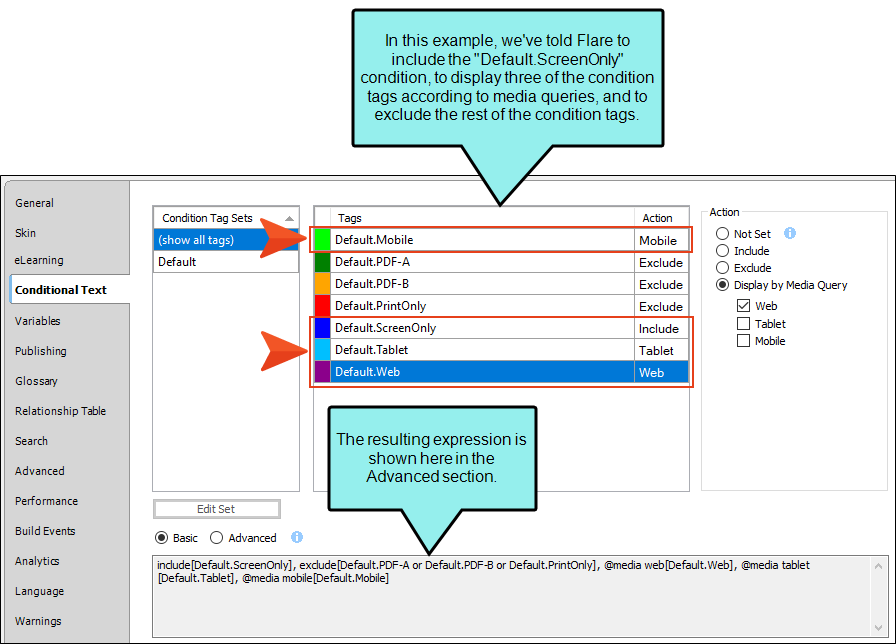 In this example, we've told Flare to
include the "Default.ScreenOnly"
condition, to display three of the condition
tags according to media queries, and to
exclude the rest of the condition tags.
General
Skin
eLearning
Conditional Text
Variables
Publishing
Glossary
Relationship Table
Search
Advanced
Performance
Build Events
Analytics
Language
Warnings
Condition Tag Sets
(show all tags)
Default
Tags Action
Default.Mobile Mobile
Default.PDF-A Exclude
Default.PDF-B Exclude
Default.PrintOnly Exclude
Default.ScreenOnly Include
Default.Tablet Tablet
Default.Web Web
Action
Not Set
Include
Exclude
Display by Media Query
Web
Tablet
Mobile
The resulting expression is
shown here in the
Advanced section.
Edit Set
Basic Advanced
include[Default.ScreenOnly], exclude[Default.PDF-A or Default.PDF-B or Default.PrintOnly], @media web[Default.Web], @media tablet
[Default.Tablet], @media mobile[Default.Mobile]